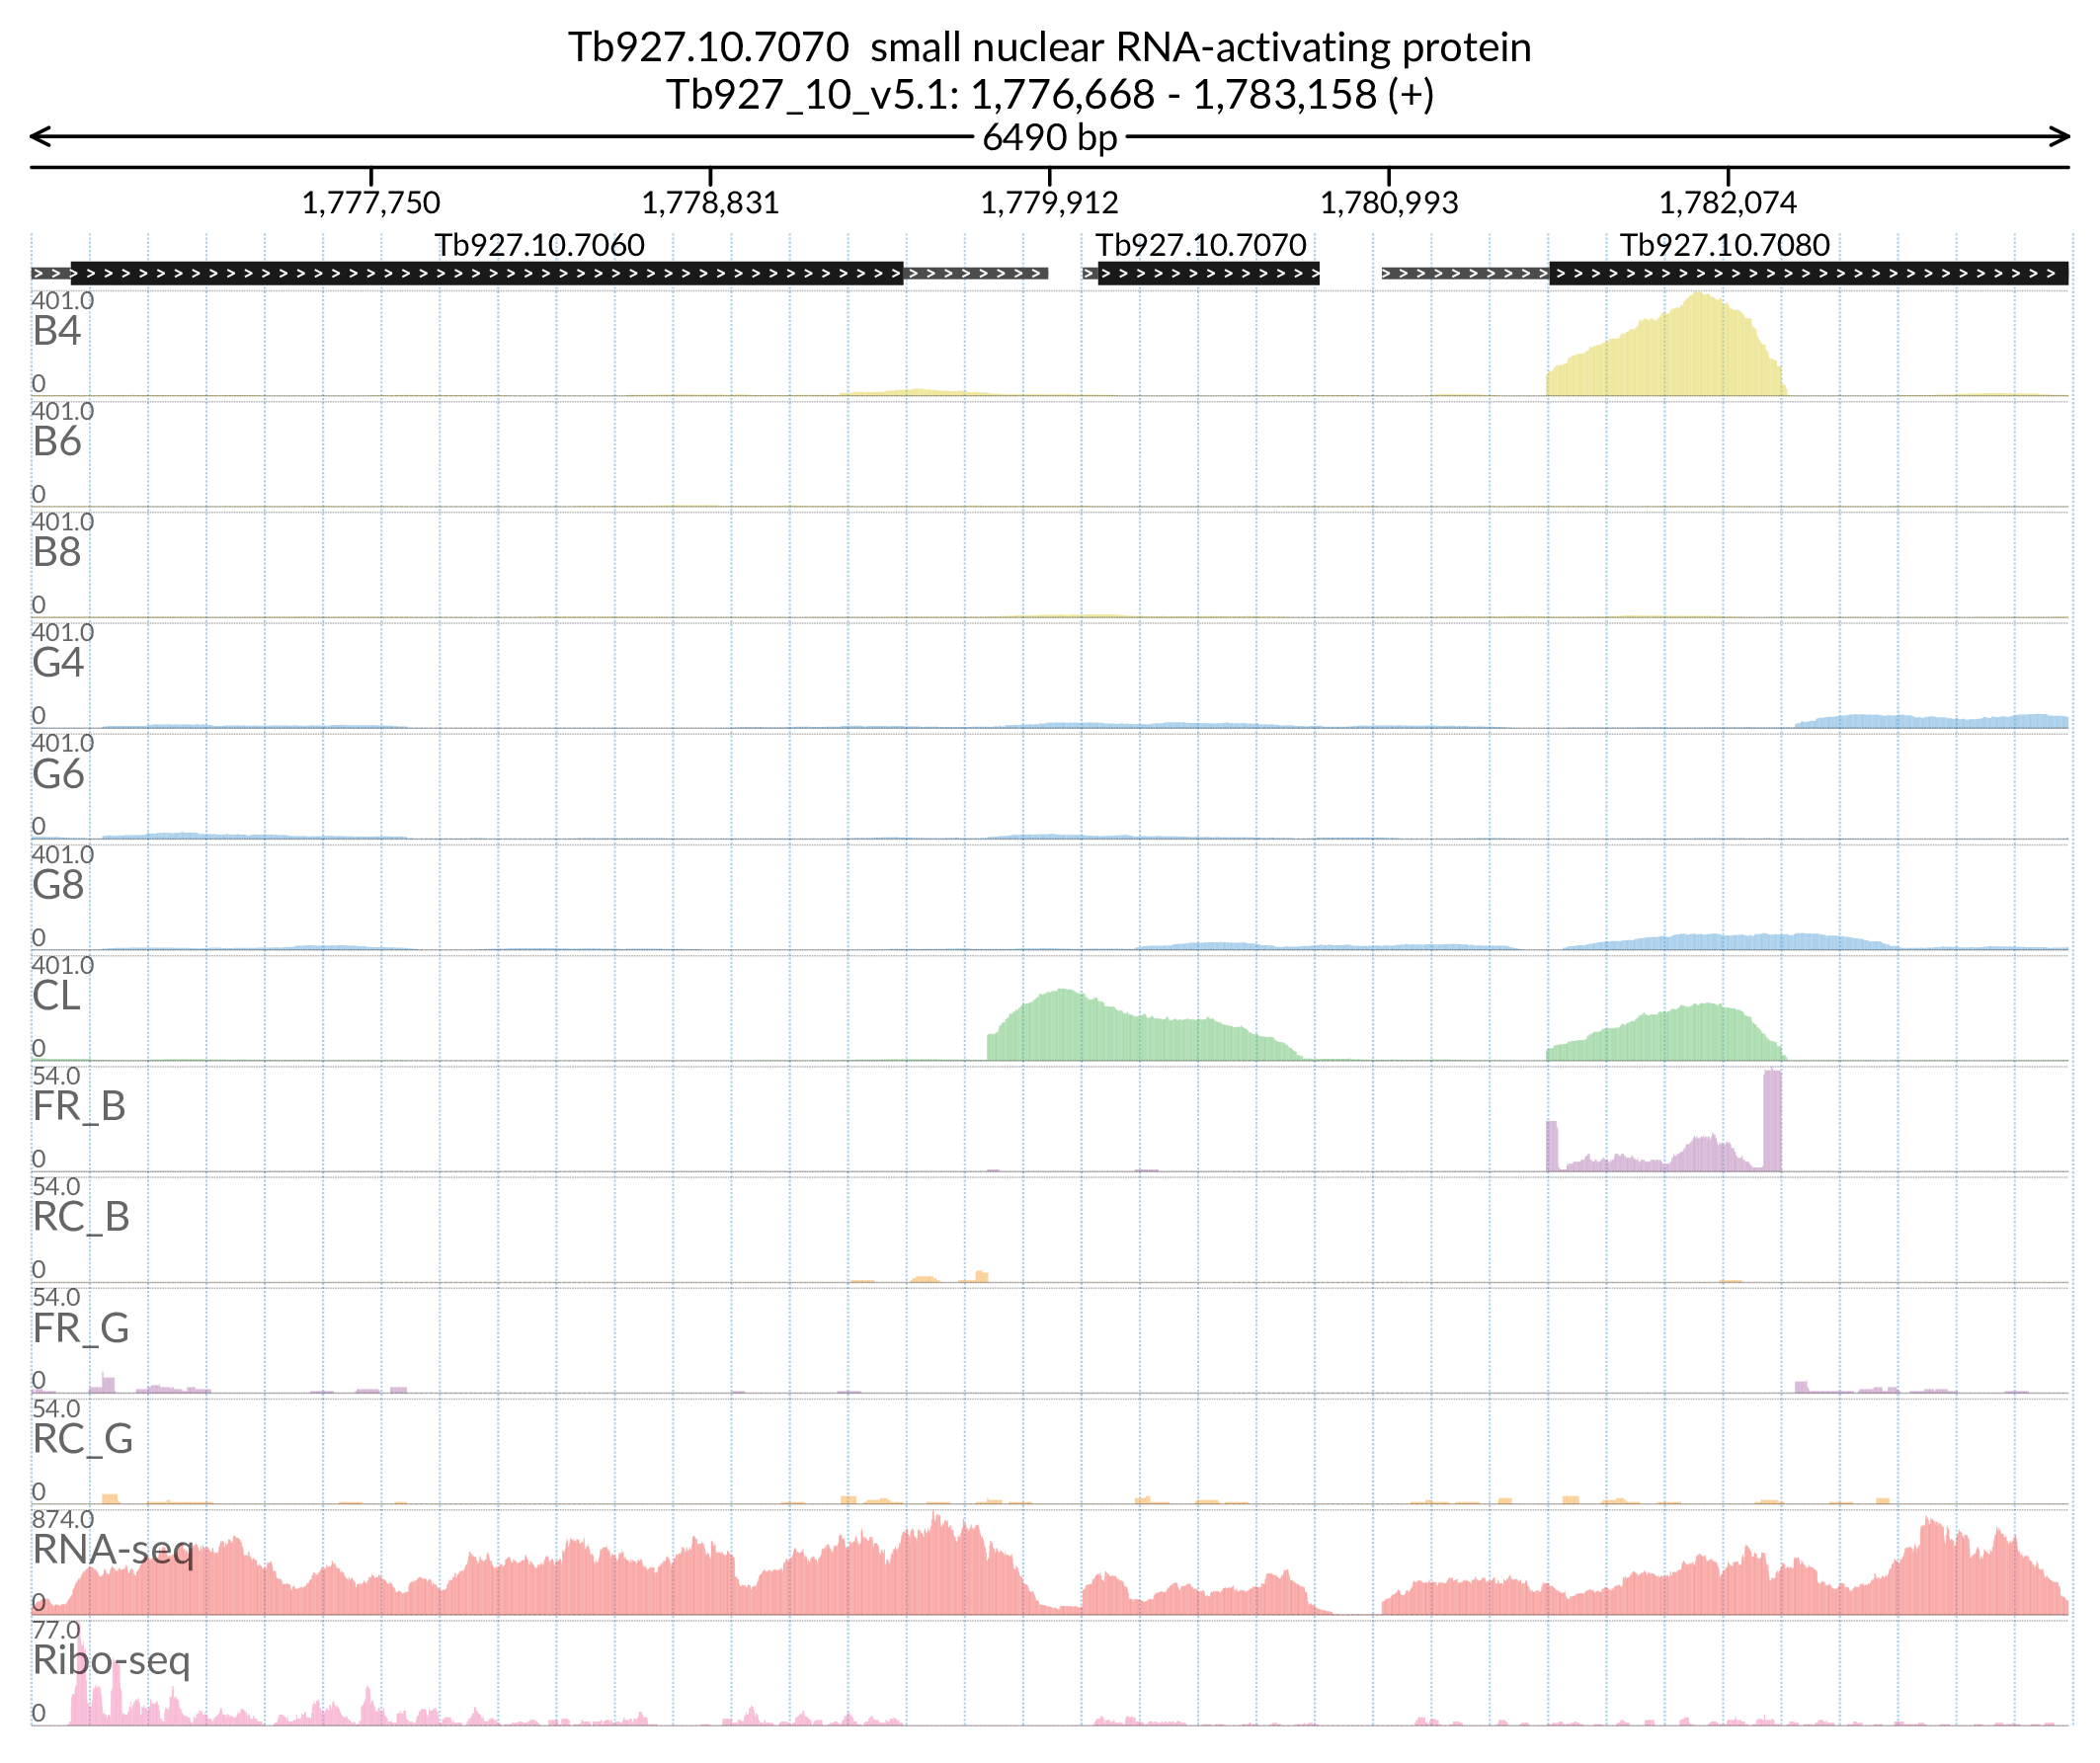 Tb927.10.7070  small nuclear RNA-activating protein
Tb927_10_v5.1: 1,776,668 - 1,783,158 (+)
6490 bp
1,777,750 1,778,831 1,779,912 1,780,993 1,782,074
Tb927.10.7060 Tb927.10.7070 Tb927.10.7080
401.0
B4
0
401.0
B6
0
401.0
B8
0
401.0
G4
0
401.0
G6
0
401.0
G8
0
401.0
CL
0
54.0
FR_B
0
54.0
RC_B
0
54.0
FR_G
0
54.0
RC_G
0
874.0
RNA-seq
0
77.0
Ribo-seq
0